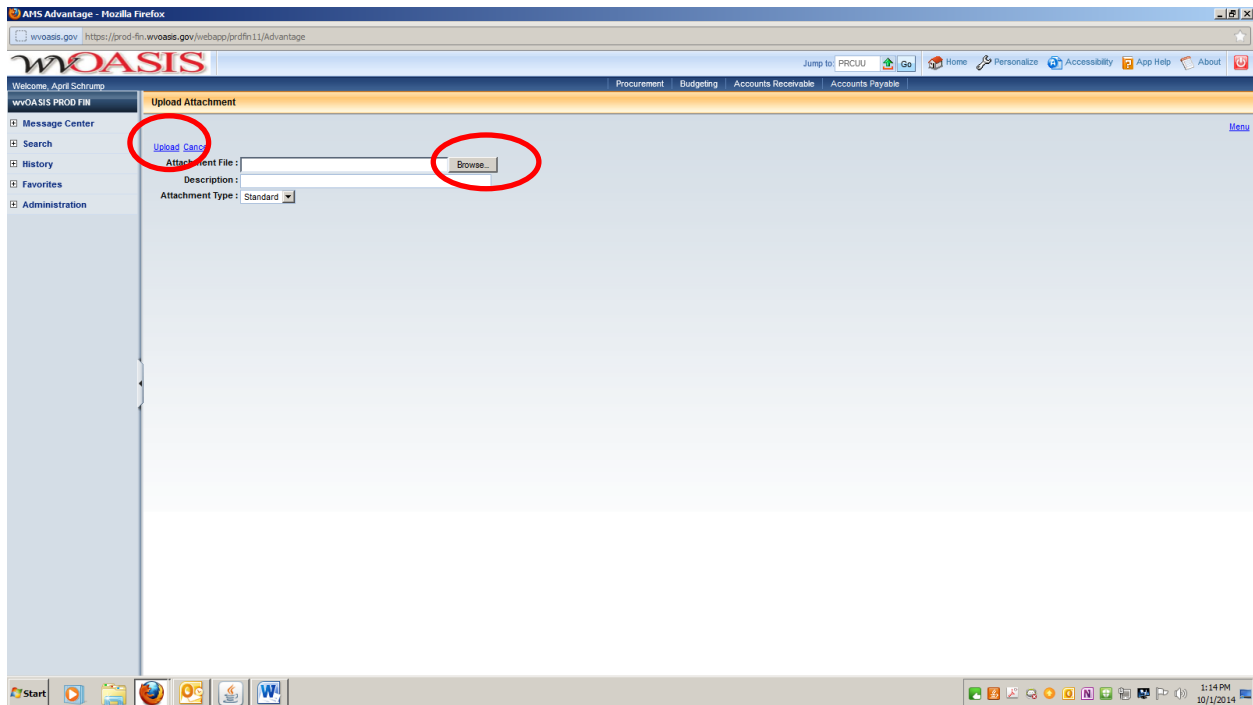 AMS Advantage - Mozilla Firefox
wvoasis.gov https://prod-fin.wvoasis.gov/webapp/prdfin11/Advantage
wvOASIS
Jump to: PRCUU Go Home Personalize Accessibility App Help About
Welcome, April Schrump
Procurement Budgeting Accounts Receivable Accounts Payable
wvOASIS PROD FIN
Upload Attachment
Message Center
Menu
Search
Upload Cancel
History
Attachment File : Browse...
Favorites
Description :
Administration
Attachment Type : Standard
Start
1:14 PM
10/1/2014